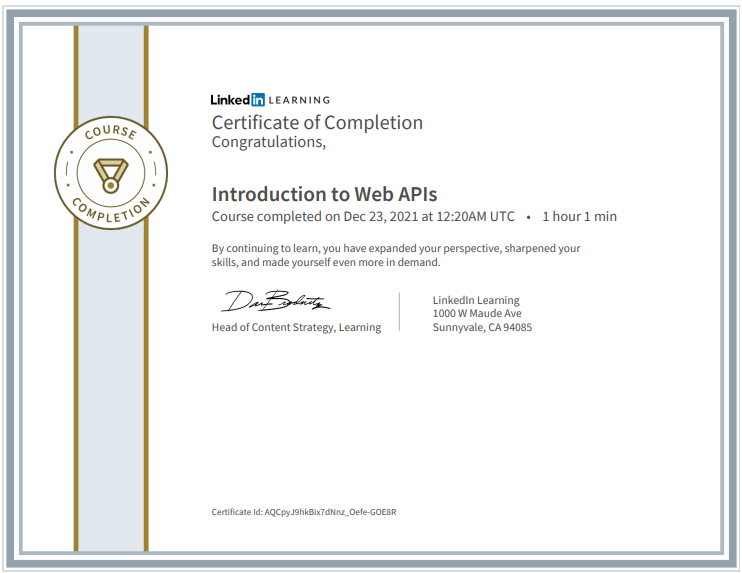 COURSE
COMPLETION
Linked in LEARNING
Certificate of Completion
Congratulations,
Introduction to Web APIs
Course completed on Dec 23, 2021 at 12:20AM UTC • 1 hour 1 min
By continuing to learn, you have expanded your perspective, sharpened your
skills, and made yourself even more in demand.
Head of Content Strategy, Learning
LinkedIn Learning
1000 W Maude Ave
Sunnyvale, CA 94085
Certificate Id: AQCpyJ9hkBix7dNnz_Oefe-GOE8R